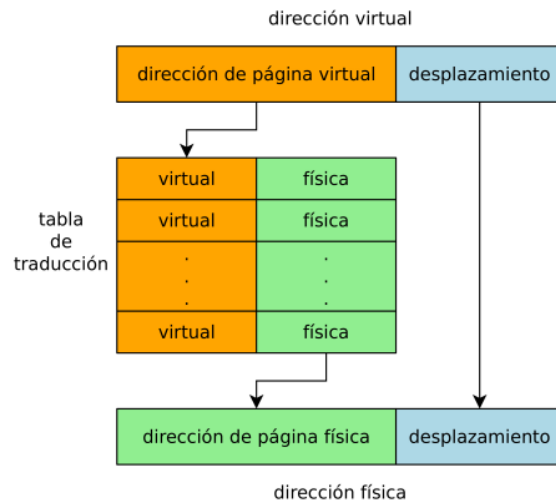 dirección virtual
dirección de página virtual desplazamiento
virtual física
virtual física
. .
. .
. .
virtual física
tabla
de
traducción
dirección de página física desplazamiento
dirección física